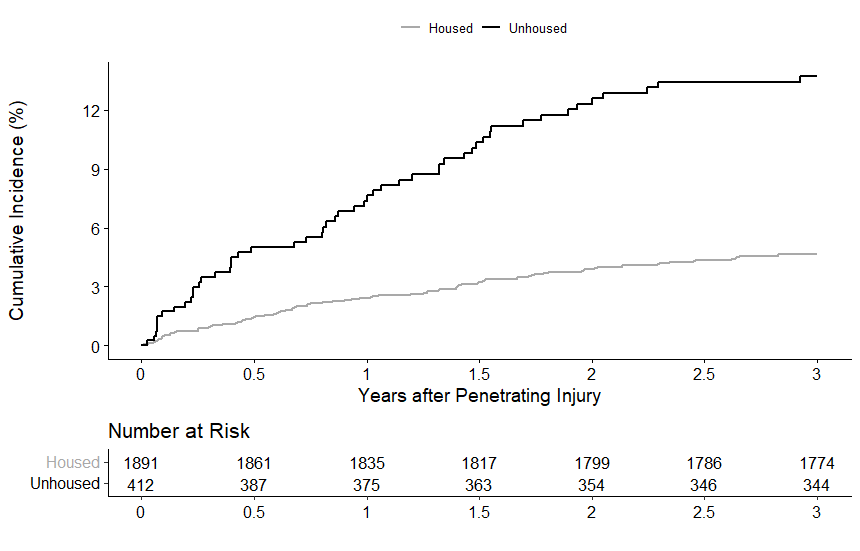 Housed Unhoused
Cumulative Incidence (%)
12
9
6
3
0
0 0.5 1 1.5 2 2.5 3
Years after Penetrating Injury
Number at Risk
Housed 1891 1861 1835 1817 1799 1786 1774
Unhoused 412 387 375 363 354 346 344
0 0.5 1 1.5 2 2.5 3